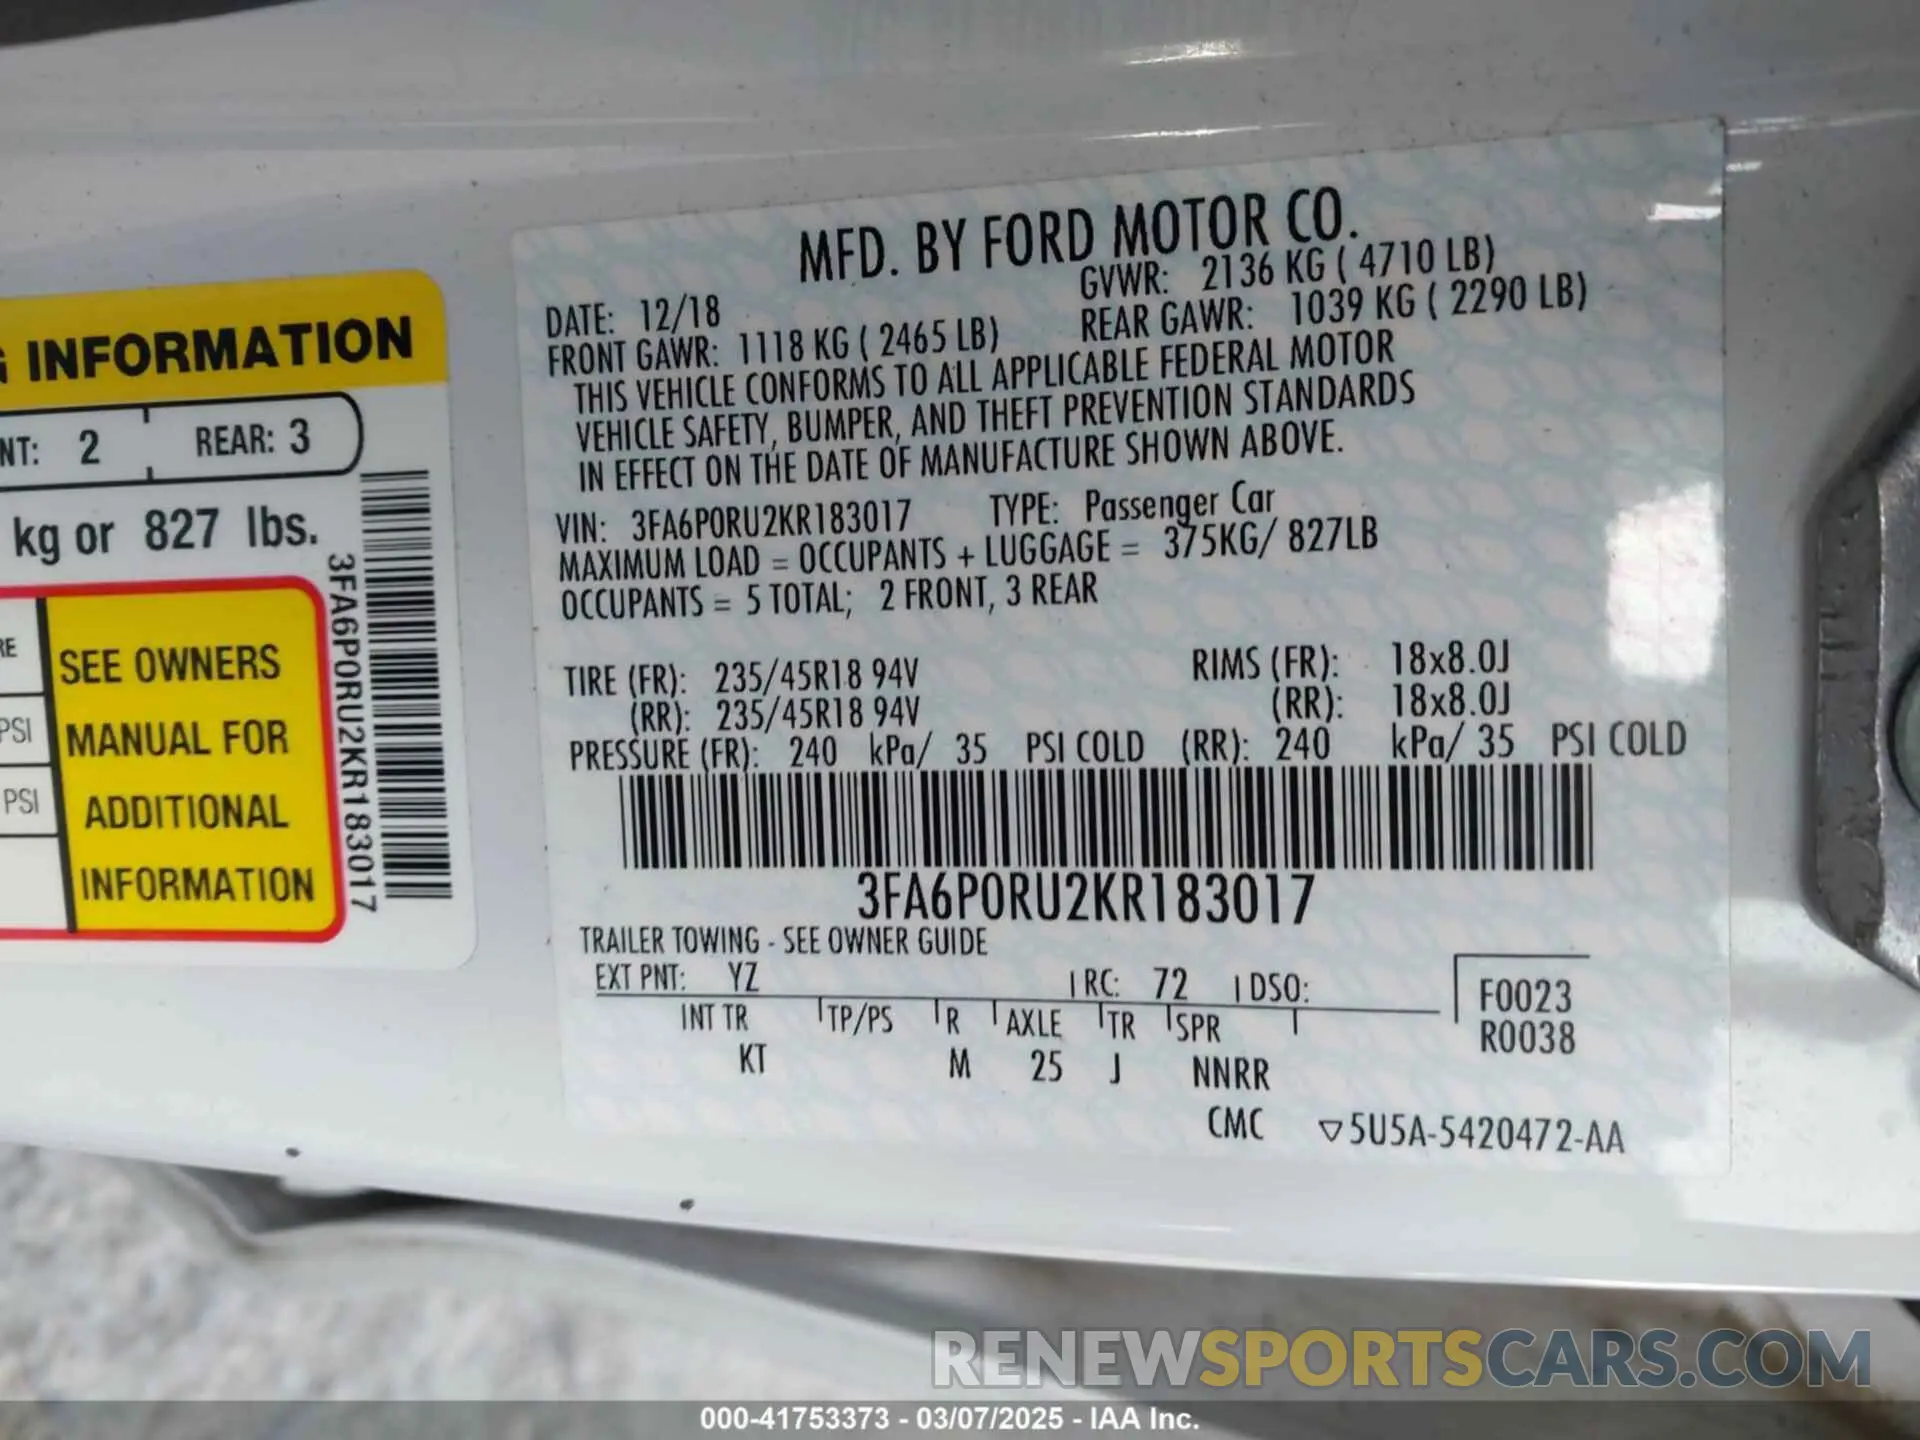 INFORMATION
NT: 2 REAR: 3
kg or 827 lbs.
SEE OWNERS
PSI MANUAL FOR
PSI ADDITIONAL
INFORMATION
3FA6P0RU2KR183017
MFD. BY FORD MOTOR CO.
DATE: 12/18 GVWR: 2136 KG ( 4710 LB)
FRONT GAWR: 1118 KG ( 2465 LB) REAR GAWR: 1039 KG ( 2290 LB)
THIS VEHICLE CONFORMS TO ALL APPLICABLE FEDERAL MOTOR
VEHICLE SAFETY, BUMPER, AND THEFT PREVENTION STANDARDS
IN EFFECT ON THE DATE OF MANUFACTURE SHOWN ABOVE.
VIN: 3FA6P0RU2KR183017 TYPE: Passenger Car
MAXIMUM LOAD = OCCUPANTS + LUGGAGE = 375KG/ 827LB
OCCUPANTS = 5 TOTAL; 2 FRONT, 3 REAR
TIRE (FR): 235/45R18 94V RIMS (FR): 18x8.0J
(RR): 235/45R18 94V (RR): 18x8.0J
PRESSURE (FR): 240 kPa/ 35 PSI COLD (RR): 240 kPa/ 35 PSI COLD
3FA6P0RU2KR183017
TRAILER TOWING - SEE OWNER GUIDE
EXT PNT: YZ RC: 72 DSO:
INT TR TP/PS R AXLE TR SPR
KT M 25 J NNRR
F0023
R0038
CMC ▽5U5A-5420472-AA
RENEWSPORTSCARS.COM
000-41753373 - 03/07/2025 - IAA Inc.